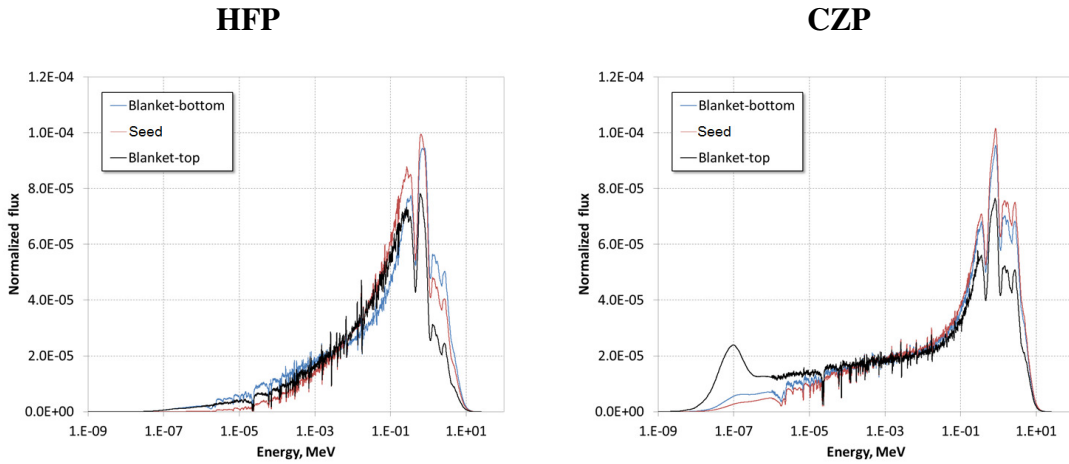 HFP
CZP
1.2E-04
1.0E-04
8.0E-05
6.0E-05
4.0E-05
2.0E-05
0.0E+00
Normalized flux
Blanket-bottom
Seed
Blanket-top
1.E-09 1.E-07 1.E-05 1.E-03 1.E-01 1.E+01
Energy, MeV
1.2E-04
1.0E-04
8.0E-05
6.0E-05
4.0E-05
2.0E-05
0.0E+00
Normalized flux
Blanket-bottom
Seed
Blanket-top
1.E-09 1.E-07 1.E-05 1.E-03 1.E-01 1.E+01
Energy, MeV